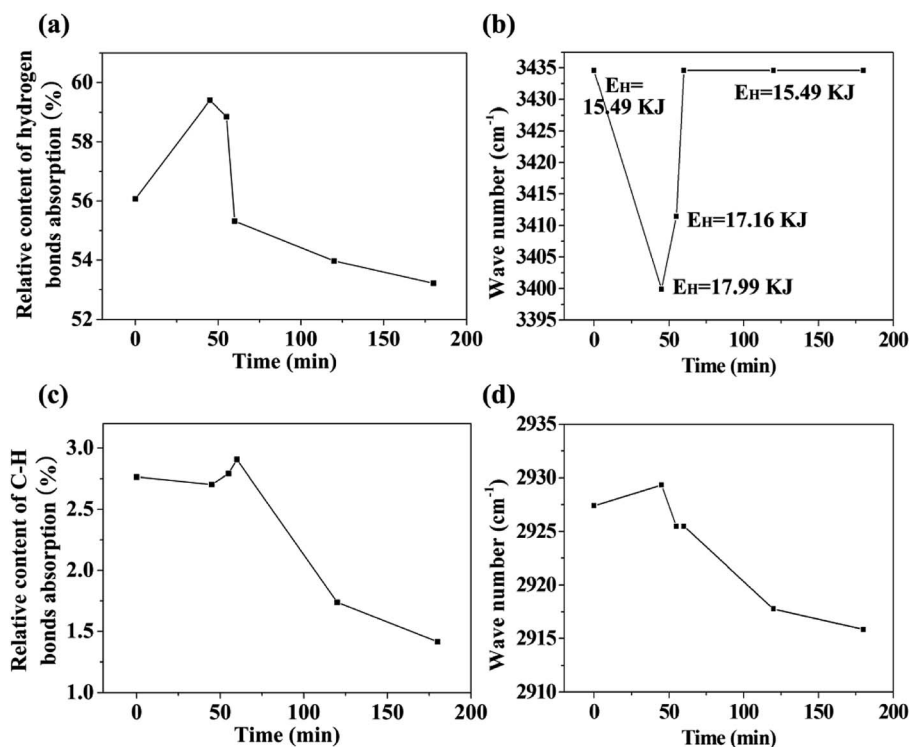 (a)
Relative content of hydrogen
bonds absorption (%)
60
58
56
54
52
0 50 100 150 200
Time (min)
(b)
Wave number (cm⁻¹)
3435
3430
3425
3420
3415
3410
3405
3400
3395
EH=
15.49 KJ
EH=15.49 KJ
EH=17.16 KJ
EH=17.99 KJ
0 50 100 150 200
Time (min)
(c)
Relative content of C-H
bonds absorption (%)
3.0
2.5
2.0
1.5
1.0
0 50 100 150 200
Time (min)
(d)
Wave number (cm⁻¹)
2935
2930
2925
2920
2915
2910
0 50 100 150 200
Time (min)